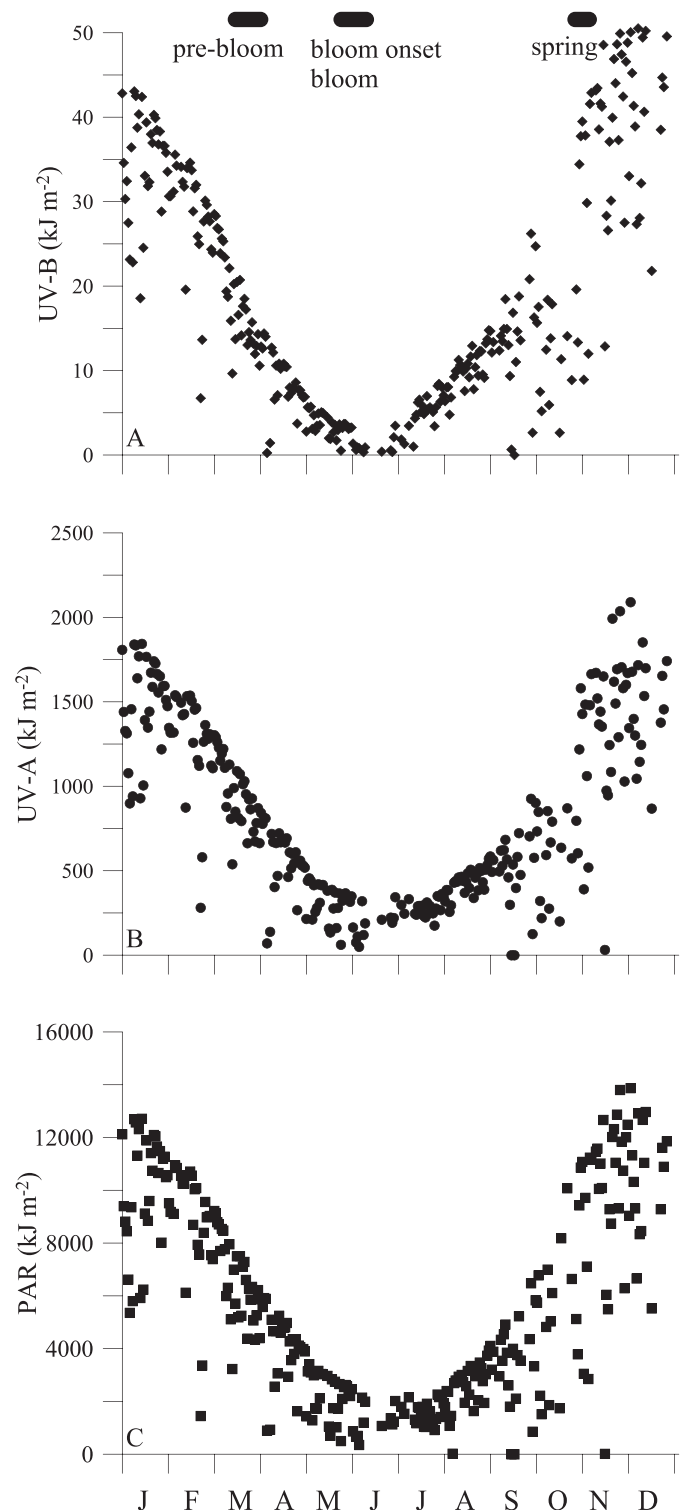 pre-bloom bloom onset spring
bloom
50
40
30
20
10
0
UV-B (kJ m-2)
A
2500
2000
1500
1000
500
0
UV-A (kJ m-2)
B
16000
12000
8000
4000
0
PAR (kJ m-2)
C
J F M A M J J A S O N D